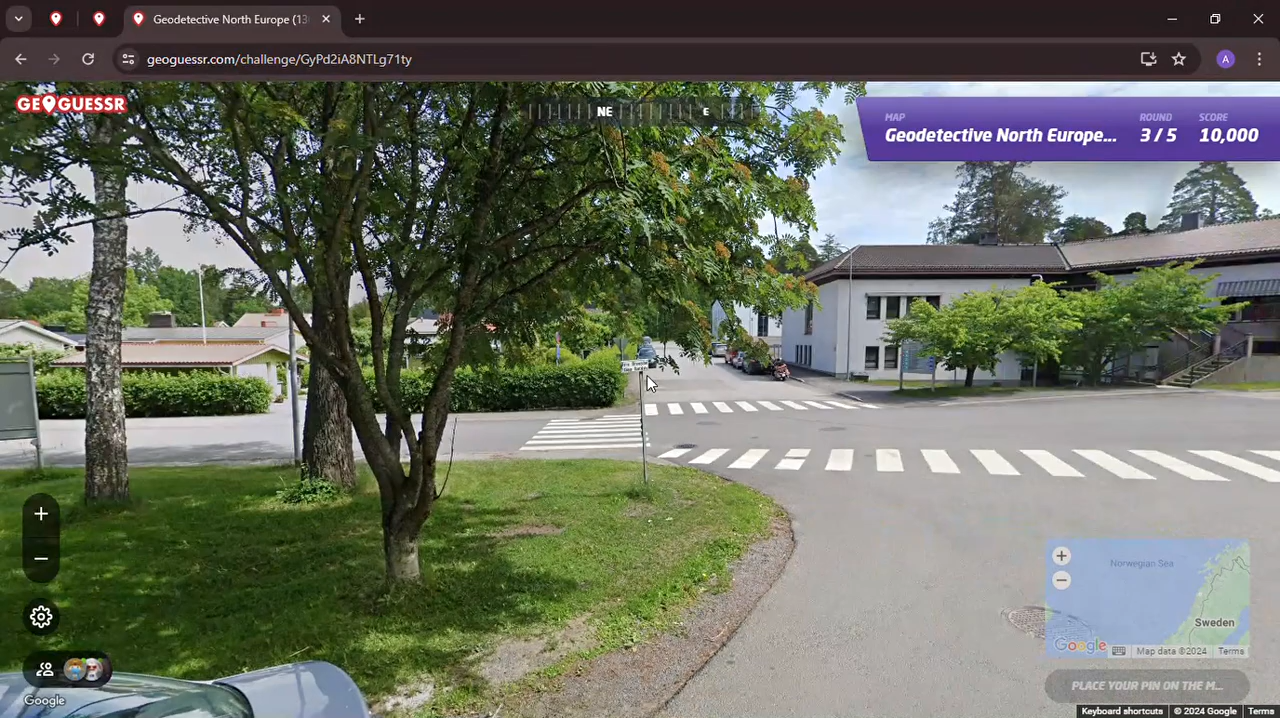 Geodetective North Europe (13
geoguessr.com/challenge/GyPd2iA8NTLg71ty
GEOGUESSR
NE
E
MAP
ROUND
SCORE
Geodetective North Europe...
3 / 5
10,000
Norwegian Sea
Sweden
Google
Map data ©2024
Terms
PLACE YOUR PIN ON THE M...
A
Google
Keyboard shortcuts
© 2024 Google
Terms